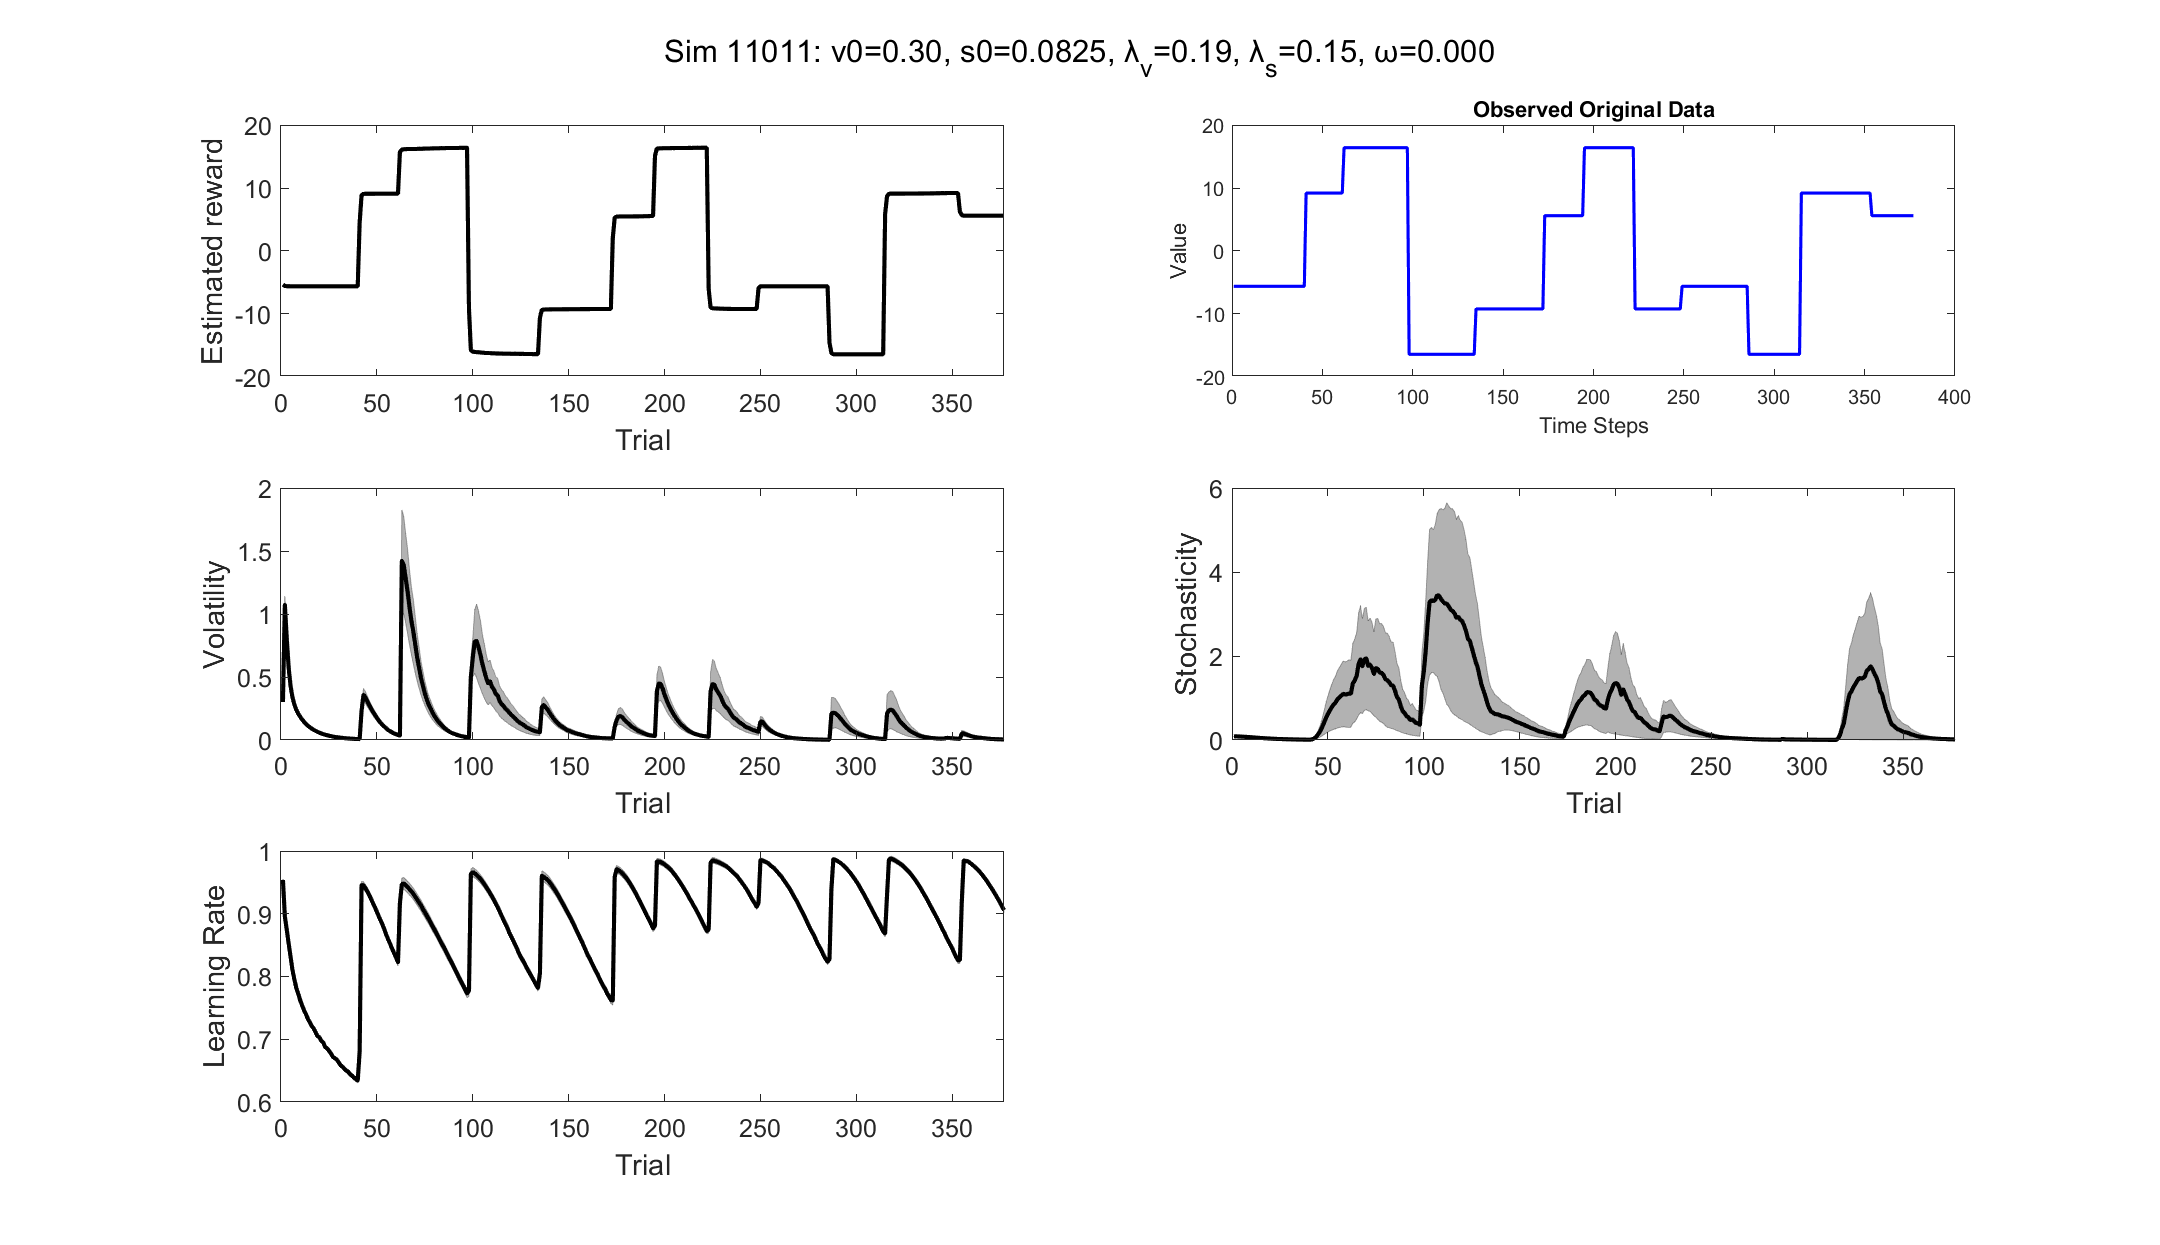 Sim 11011: v0=0.30, s0=0.0825, λ_v=0.19, λ_s=0.15, ω=0.000
20
10
0
-10
-20
Estimated reward
0 50 100 150 200 250 300 350
Trial
Observed Original Data
20
10
0
-10
-20
Value
0 50 100 150 200 250 300 350 400
Time Steps
2
1.5
1
0.5
0
Volatility
0 50 100 150 200 250 300 350
Trial
6
4
2
0
Stochasticity
0 50 100 150 200 250 300 350
Trial
1
0.9
0.8
0.7
0.6
Learning Rate
0 50 100 150 200 250 300 350
Trial